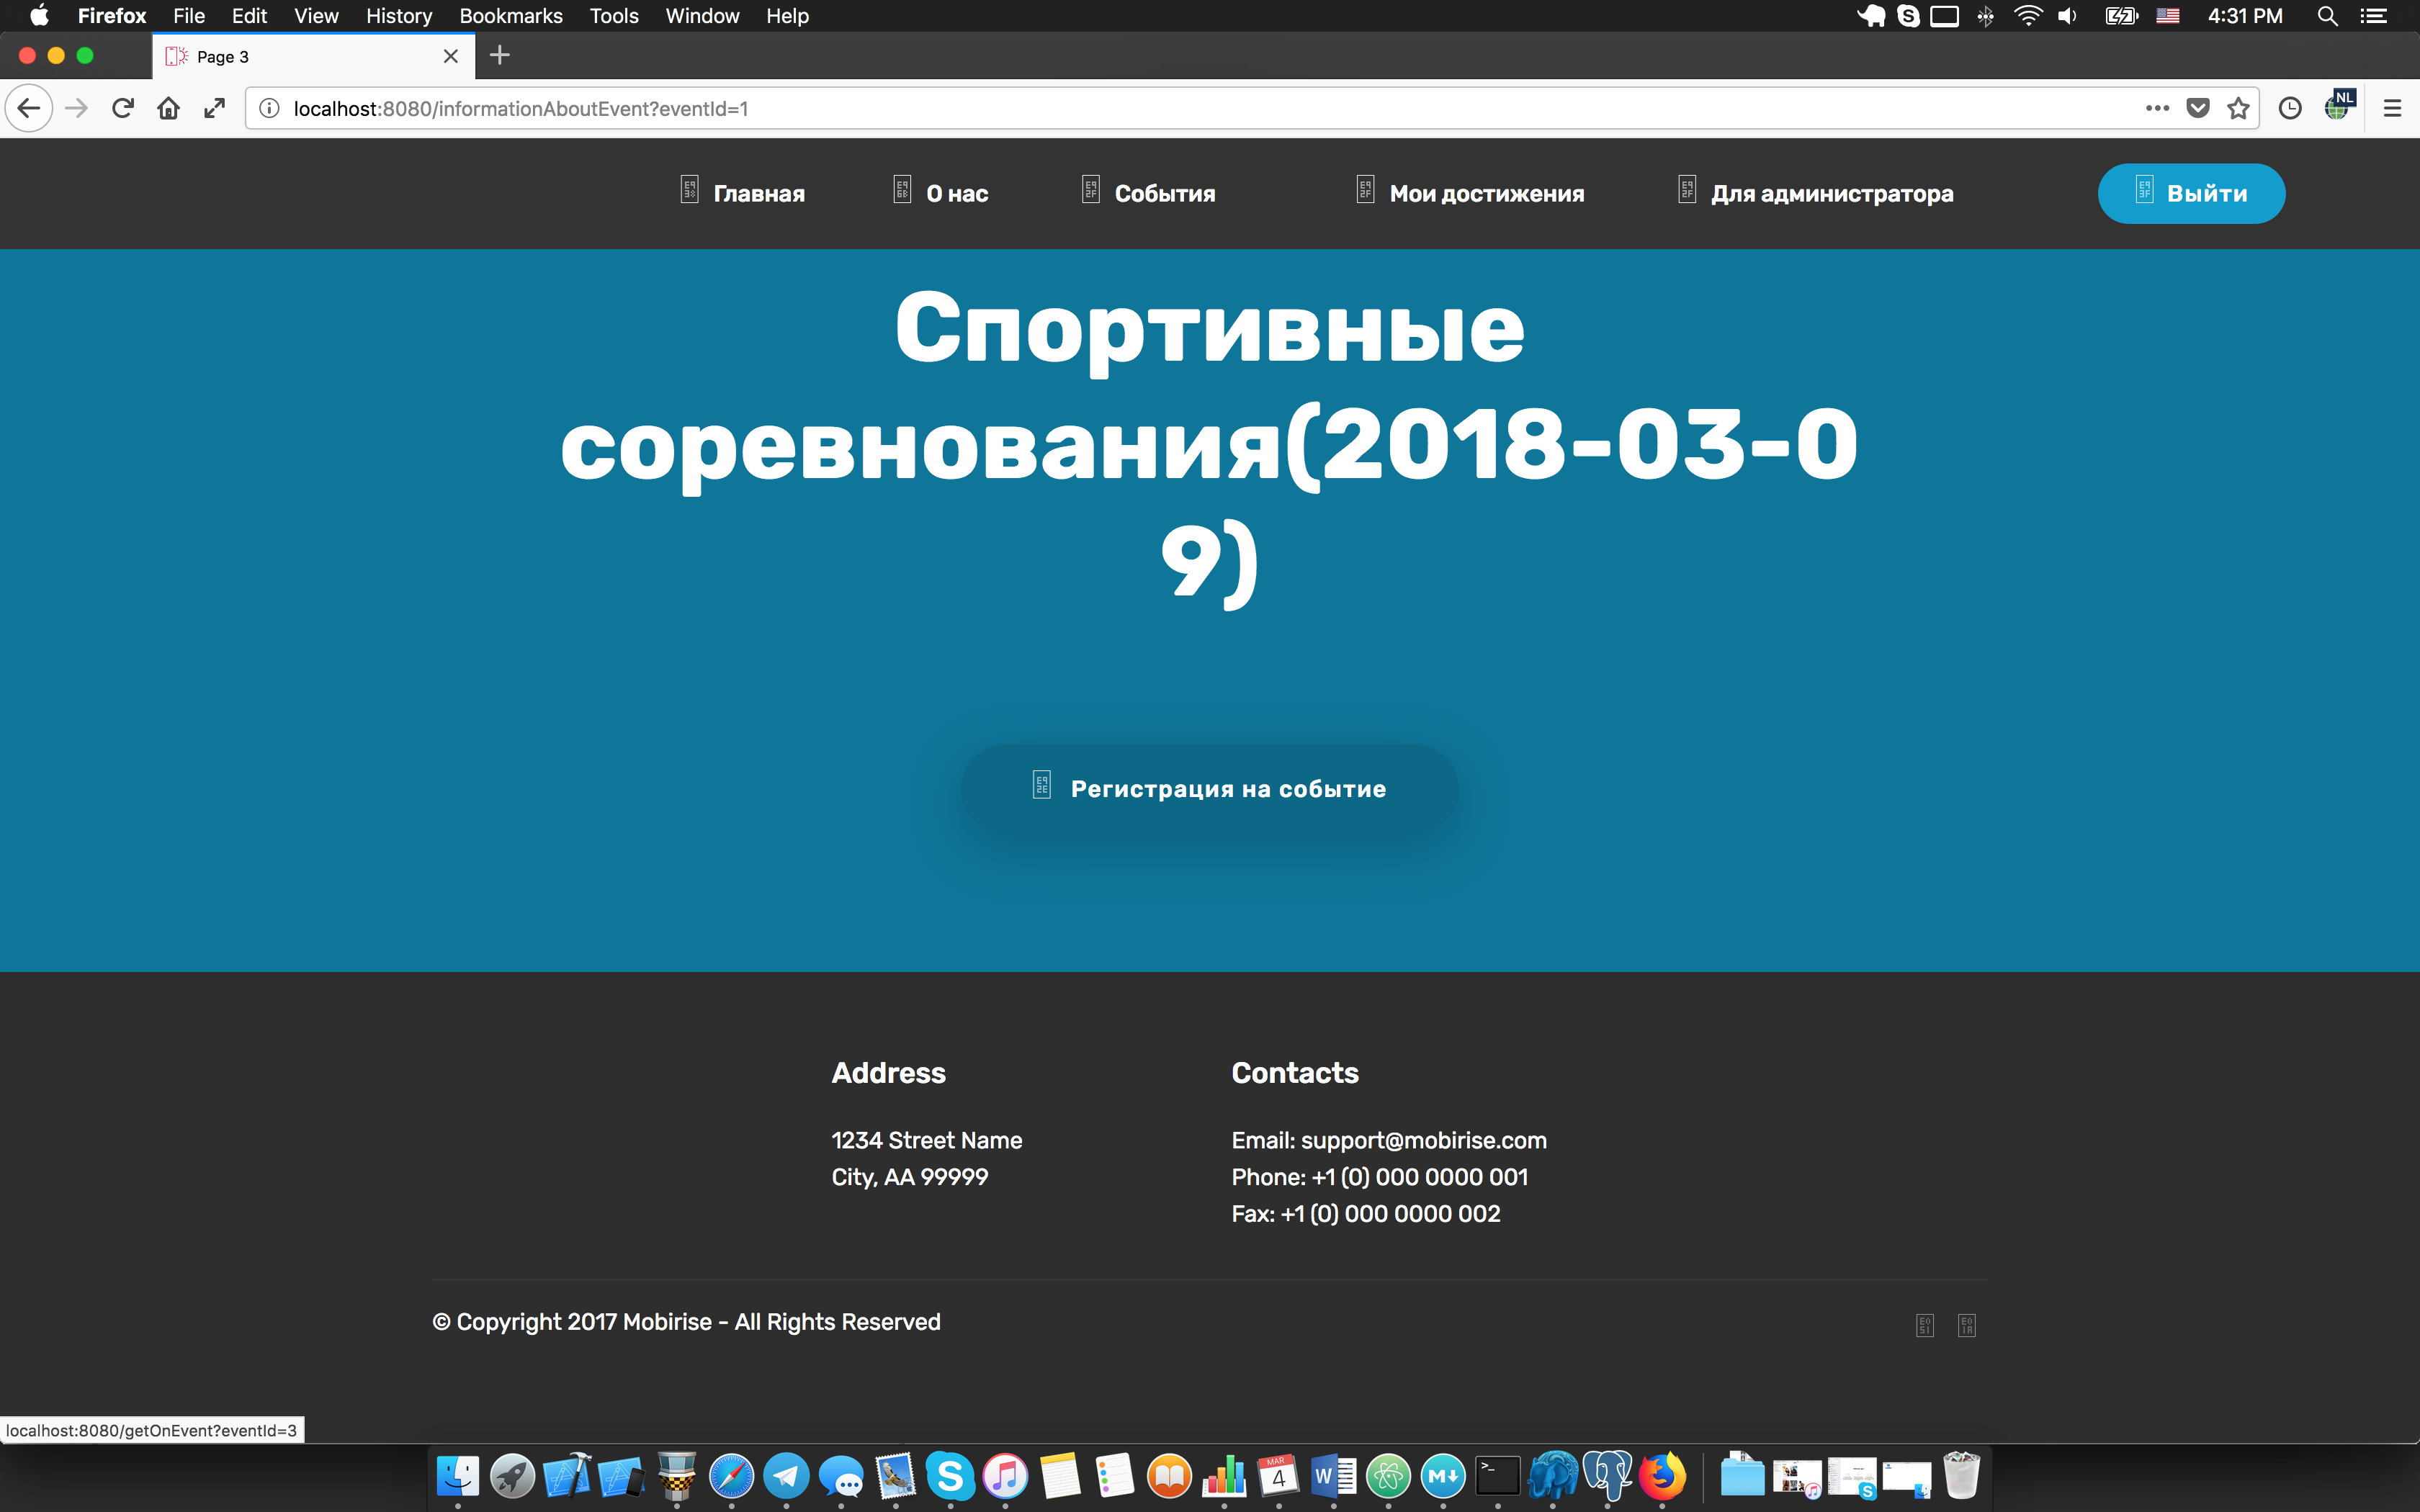 Firefox File Edit View History Bookmarks Tools Window Help 4:31 PM
Page 3
localhost:8080/informationAboutEvent?eventId=1 NL
Главная О нас События Мои достижения Для администратора Выйти
Спортивные
соревнования(2018-03-0
9)
Регистрация на событие
Address Contacts
1234 Street Name Email: support@mobirise.com
City, AA 99999 Phone: +1 (0) 000 0000 001
Fax: +1 (0) 000 0000 002
© Copyright 2017 Mobirise - All Rights Reserved
localhost:8080/getOnEvent?eventId=3
MAR
4